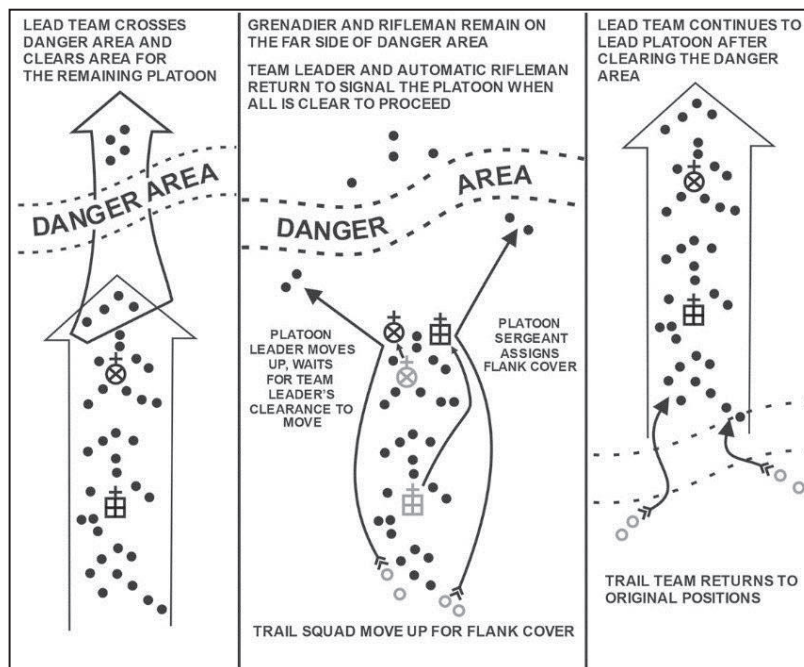 LEAD TEAM CROSSES
DANGER AREA AND
CLEARS AREA FOR
THE REMAINING PLATOON
DANGER AREA
GRENADIER AND RIFLEMAN REMAIN ON
THE FAR SIDE OF DANGER AREA
TEAM LEADER AND AUTOMATIC RIFLEMAN
RETURN TO SIGNAL THE PLATOON WHEN
ALL IS CLEAR TO PROCEED
DANGER AREA
PLATOON
LEADER MOVES
UP, WAITS
FOR TEAM
LEADER'S
CLEARANCE TO
MOVE
PLATOON
SERGEANT
ASSIGNS
FLANK COVER
TRAIL SQUAD MOVE UP FOR FLANK COVER
LEAD TEAM CONTINUES TO
LEAD PLATOON AFTER
CLEARING THE DANGER
AREA
TRAIL TEAM RETURNS TO
ORIGINAL POSITIONS